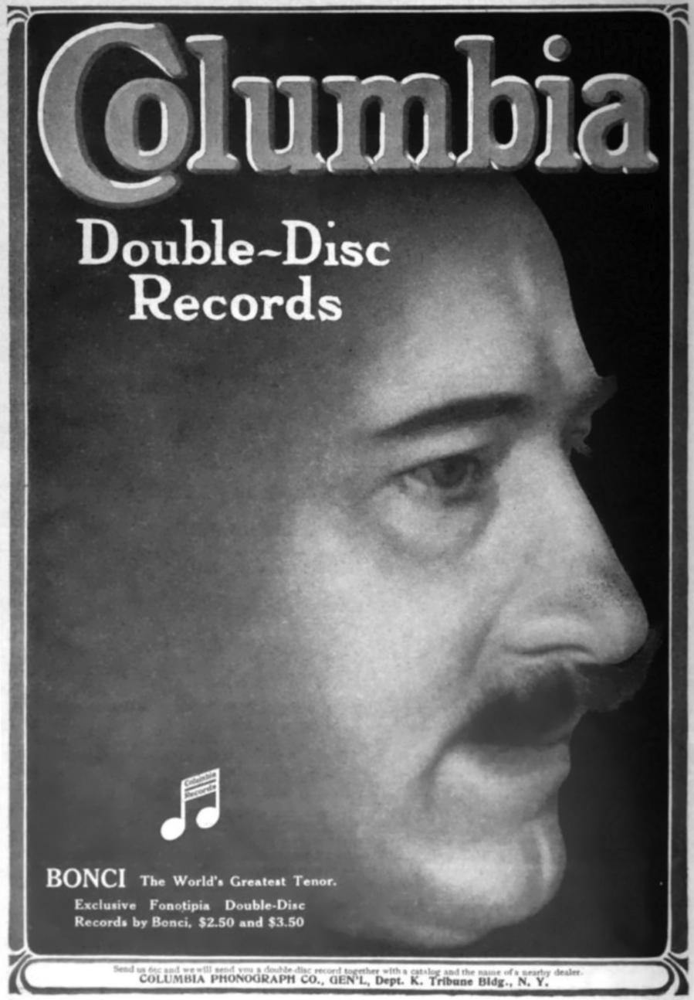 Columbia
Double-Disc
Records
Columbia
Records
BONCI The World's Greatest Tenor.
Exclusive Fonotipia Double-Disc
Records by Bonci, $2.50 and $3.50
Send us 65c and we will send you a double-disc record together with a catalog and the name of a nearby dealer.
COLUMBIA PHONOGRAPH CO., GEN'L, Dept. K. Tribune Bldg., N. Y.